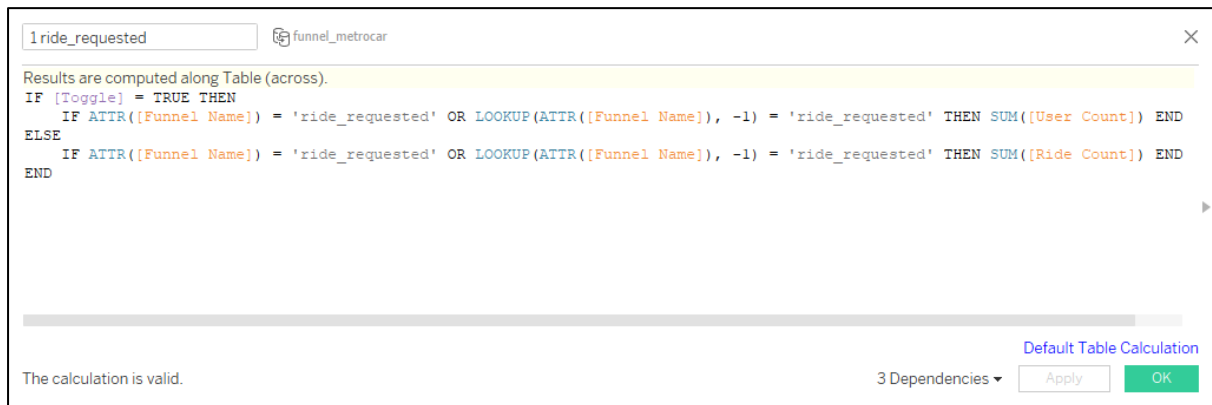 1 ride_requested funnel_metrocar
Results are computed along Table (across).
IF [Toggle] = TRUE THEN
    IF ATTR([Funnel Name]) = 'ride_requested' OR LOOKUP(ATTR([Funnel Name]), -1) = 'ride_requested' THEN SUM([User Count]) END
ELSE
    IF ATTR([Funnel Name]) = 'ride_requested' OR LOOKUP(ATTR([Funnel Name]), -1) = 'ride_requested' THEN SUM([Ride Count]) END
END
Default Table Calculation
The calculation is valid. 3 Dependencies Apply OK